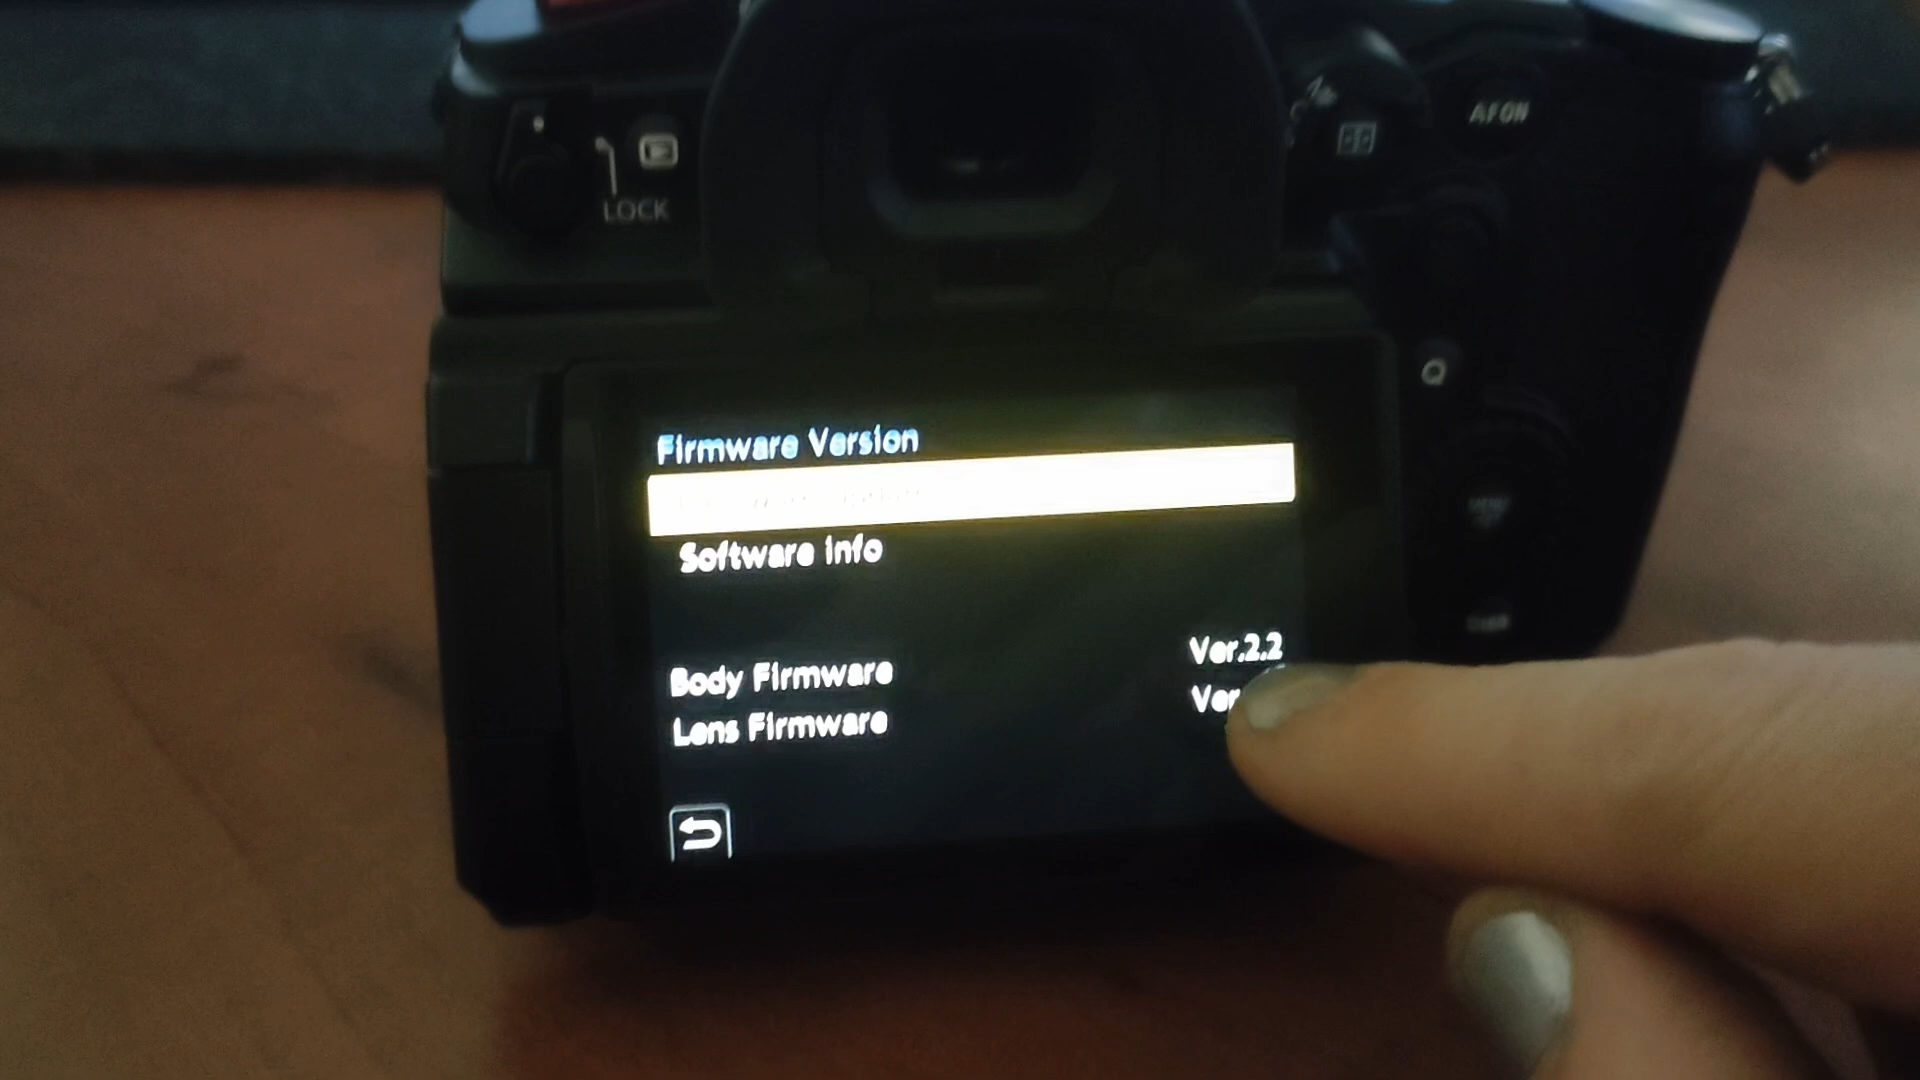 LOCK
AF ON
Q
Firmware Version
Software Info
Body Firmware Ver.2.2
Lens Firmware Ver